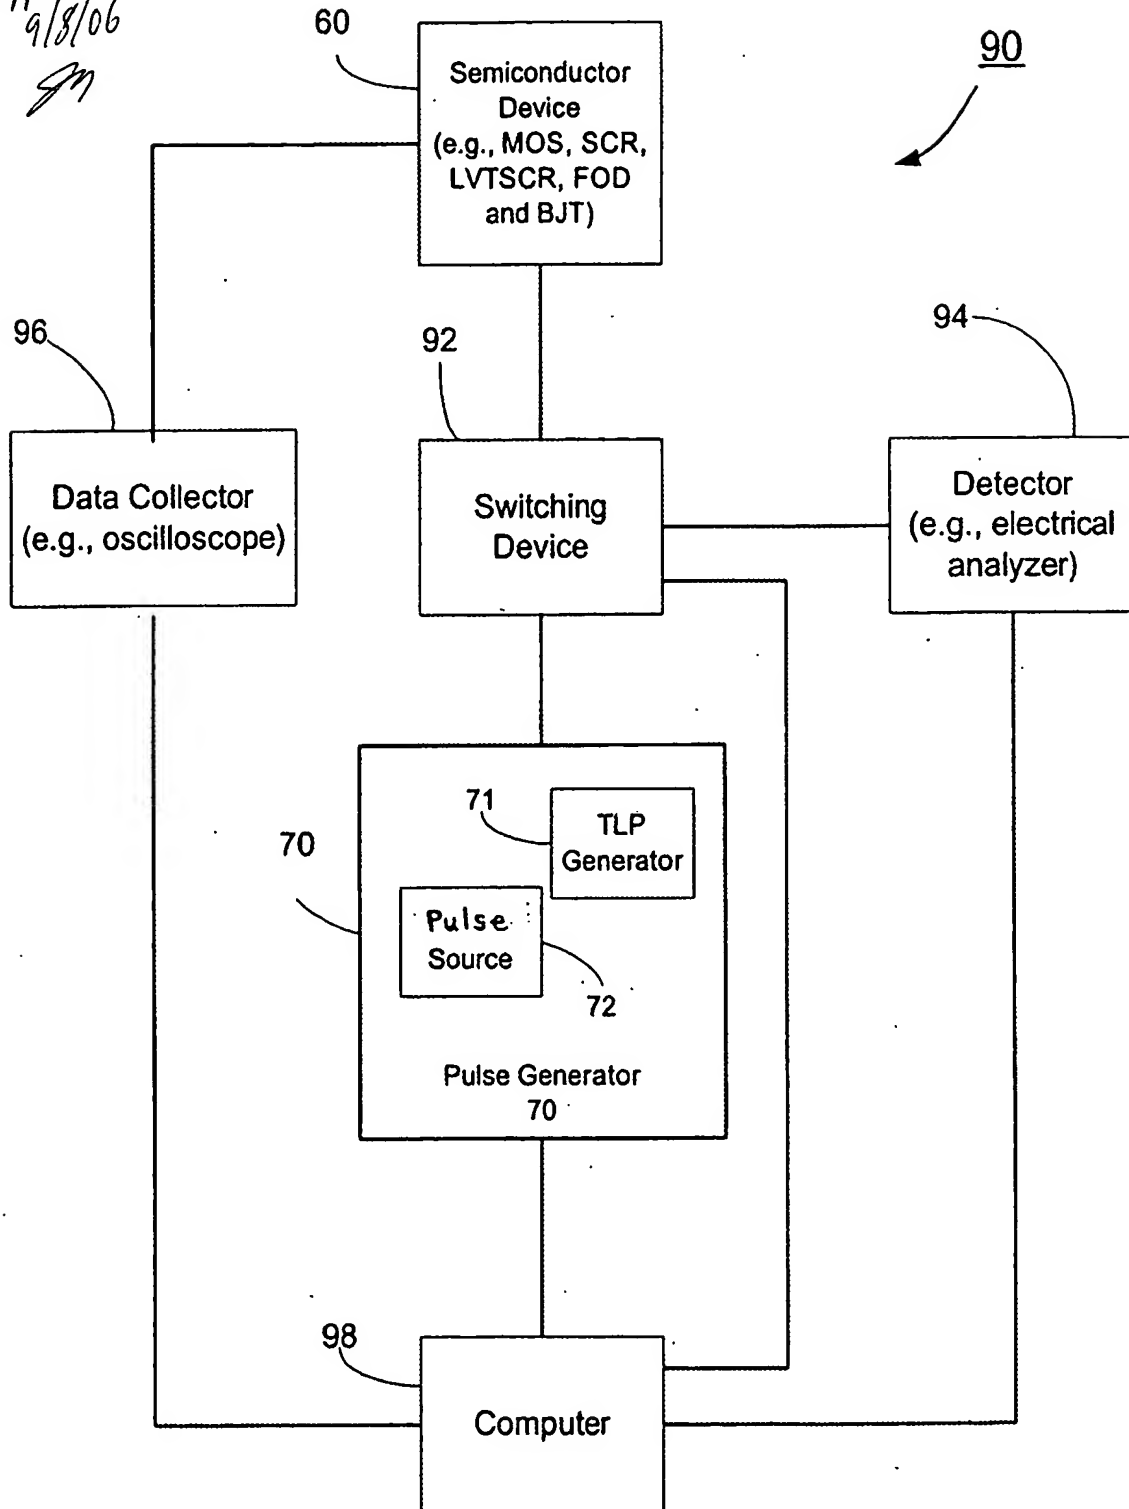 9/8/06
60
90
Semiconductor
Device
(e.g., MOS, SCR,
LVTSCR, FOD
and BJT)
96
92
94
Data Collector
(e.g., oscilloscope)
Switching
Device
Detector
(e.g., electrical
analyzer)
71
TLP
Generator
70
Pulse
Source
72
Pulse Generator
70
98
Computer